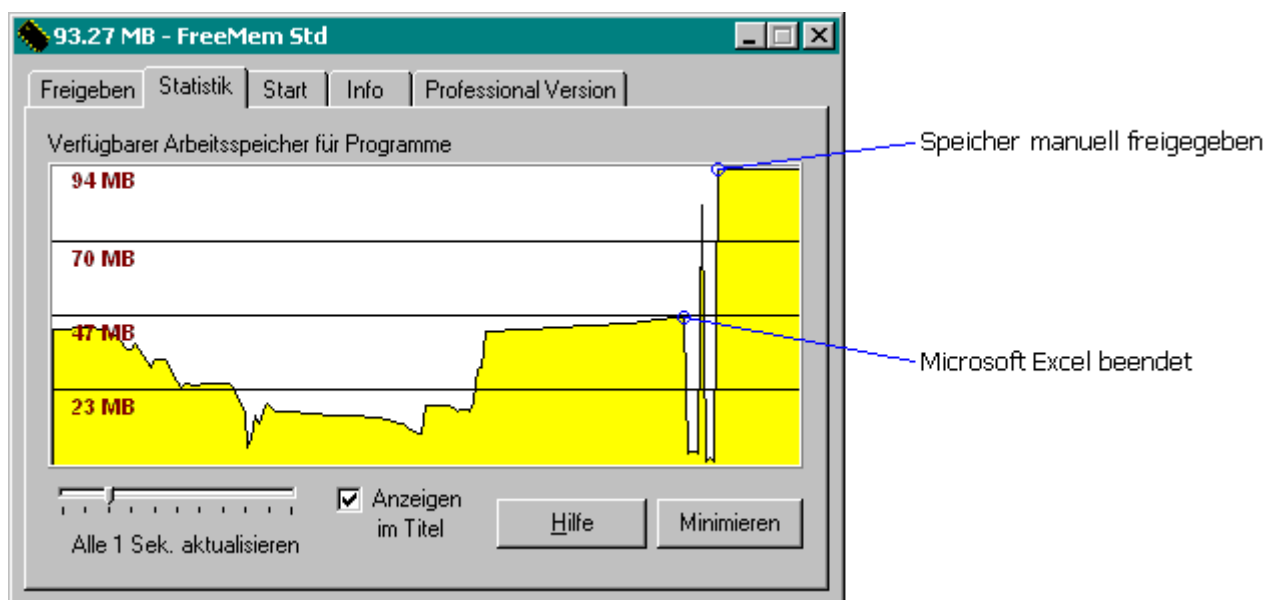 93.27 MB - FreeMem Std
Freigeben Statistik Start Info Professional Version
Verfügbarer Arbeitsspeicher für Programme
Speicher manuell freigegeben
94 MB
70 MB
47 MB
Microsoft Excel beendet
23 MB
Anzeigen
im Titel
Alle 1 Sek. aktualisieren
Hilfe
Minimieren